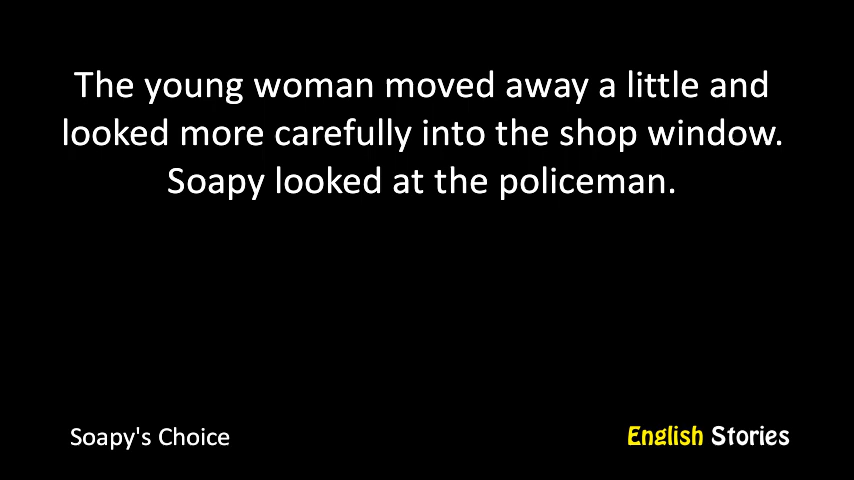 The young woman moved away a little and
looked more carefully into the shop window.
Soapy looked at the policeman.
Soapy's Choice
English Stories